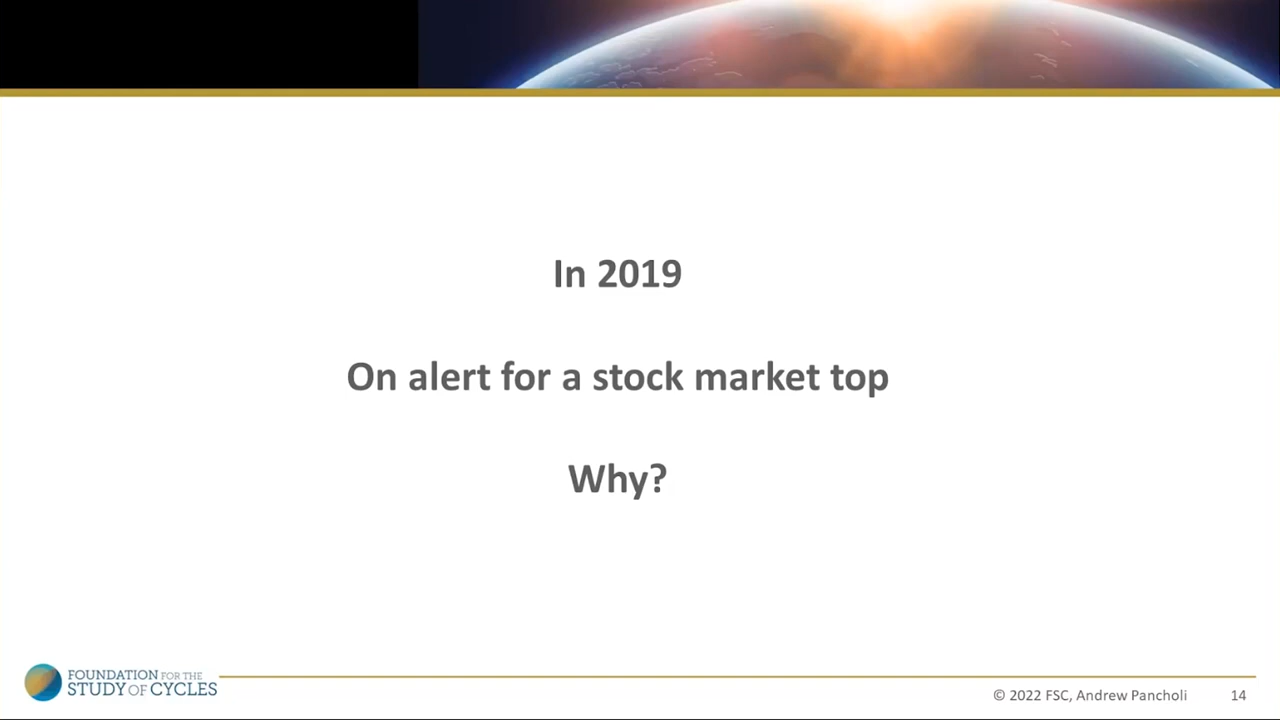 In 2019
On alert for a stock market top
Why?
FOUNDATION FOR THE
STUDY OF CYCLES
© 2022 FSC, Andrew Pancholi
14